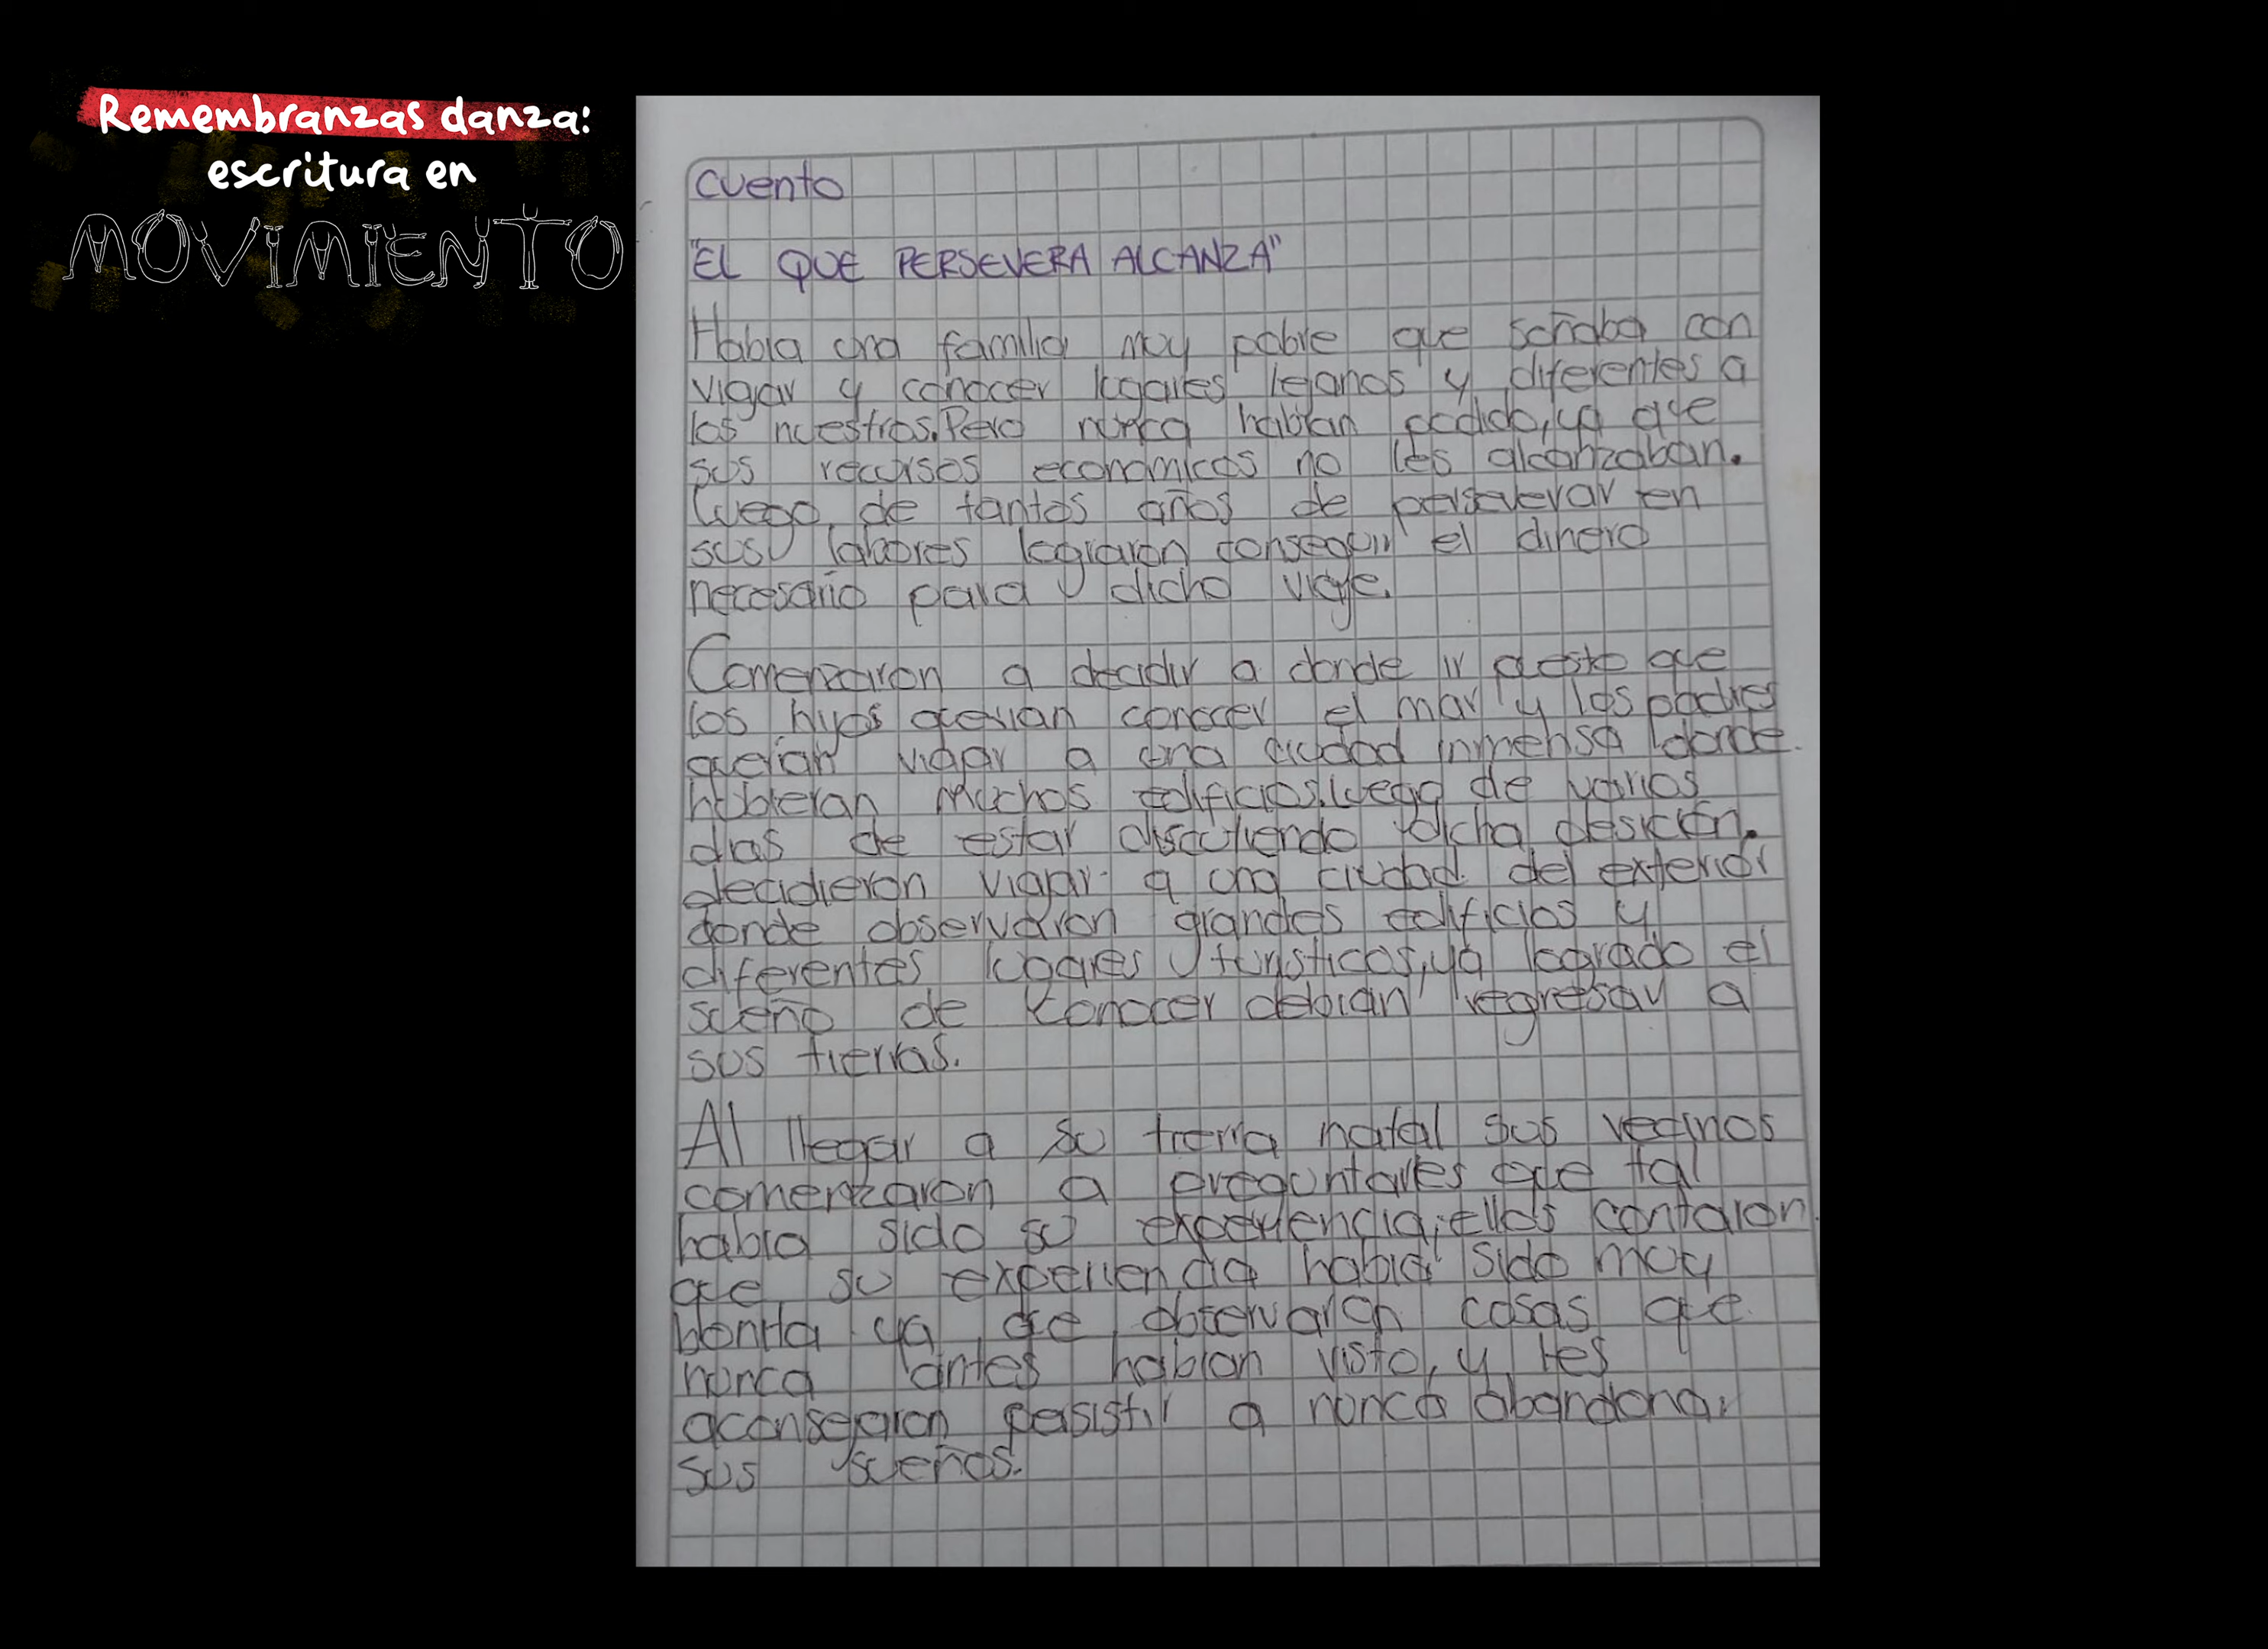 Remembranzas danza:
escritura en
MOVIMIENTO
cuento
"EL QUE PERSEVERA ALCANZA"
Habia una familia muy pobre que soñaba con
viajar y conocer lugares lejanos y diferentes a
los nuestros. Pero nunca habian podido, ya que
sus recursos economicos no les alcanzaban.
Luego de tantos años de perseverar en
sus labores lograron conseguir el dinero
necesario para dicho viaje.
Comenzaron a decidir a donde ir puesto que
los hijos querian conocer el mar y los padres
querian viajar a una ciudad inmensa donde
hubieran muchos edificios. Luego de varios
dias de estar discutiendo dicha desición.
decidieron viajar a una ciudad del exterior
donde observaron grandes edificios y
diferentes lugares turisticos, ya logrado el
sueño de conocer debian regresar a
sus tierras.
Al llegar a su tierra natal sus vecinos
comenzaron a preguntarles que tal
habia sido su experiencia, ellos contaron
que su experiencia habia sido muy
bonita ya que observaron cosas que
nunca antes habian visto, y les
aconsejaron persistir a nunca abandonar
sus sueños.